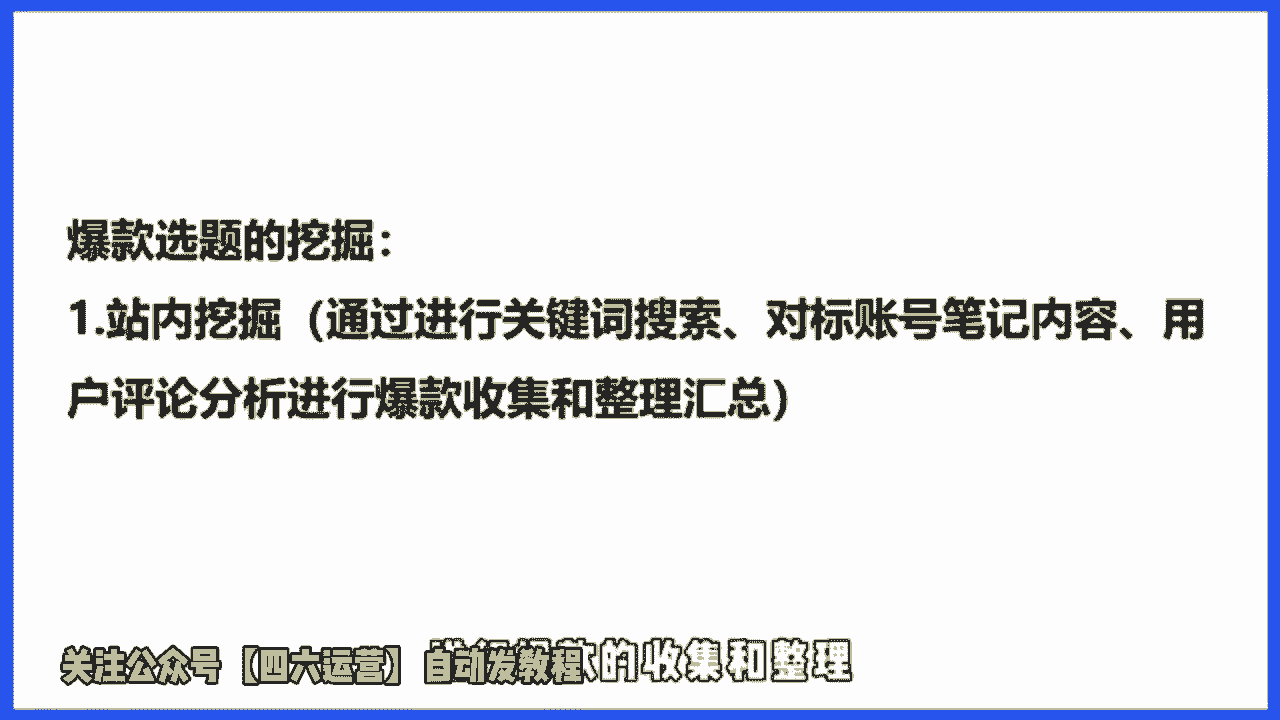 爆款选题的挖掘：
1.站内挖掘（通过进行关键词搜索、对标账号笔记内容、用
户评论分析进行爆款收集和整理汇总）
关注公众号【四六运营】自动发教程
的收集和整理